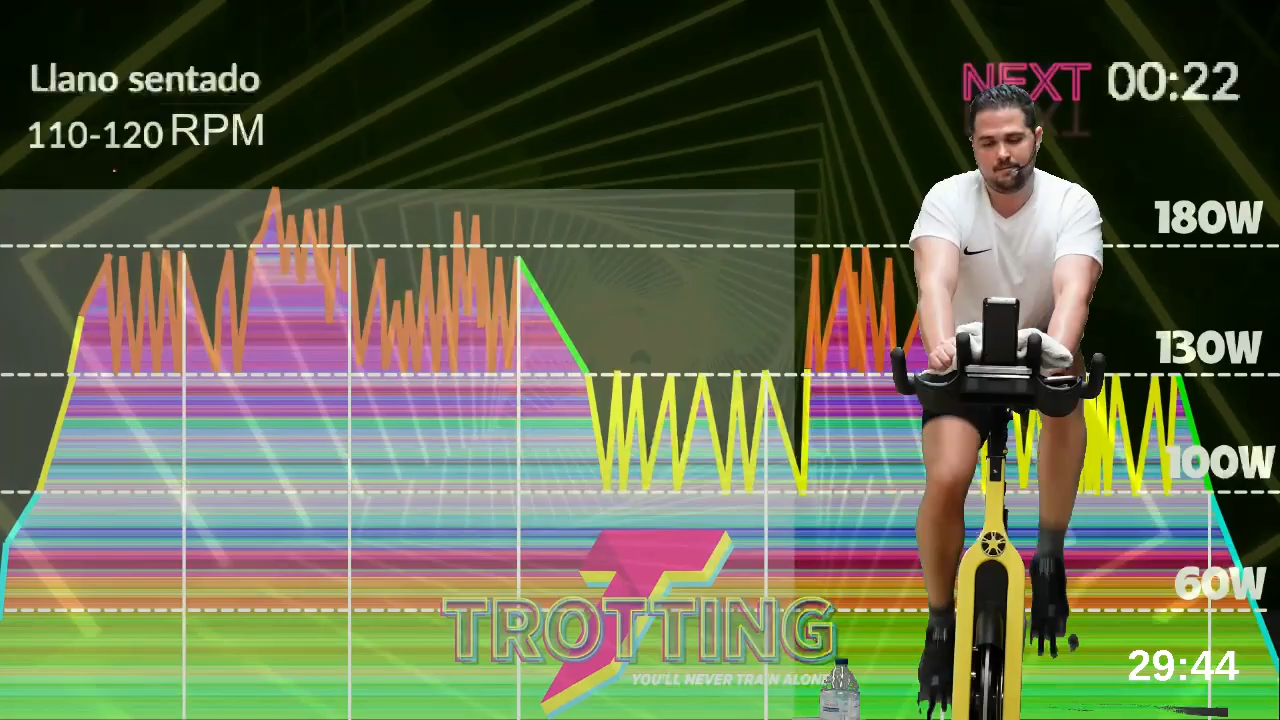 Llano sentado
110-120 RPM
NEXT 00:22
180W
130W
100W
60W
TROTTING
YOU'LL NEVER TRAIN ALONE
29:44